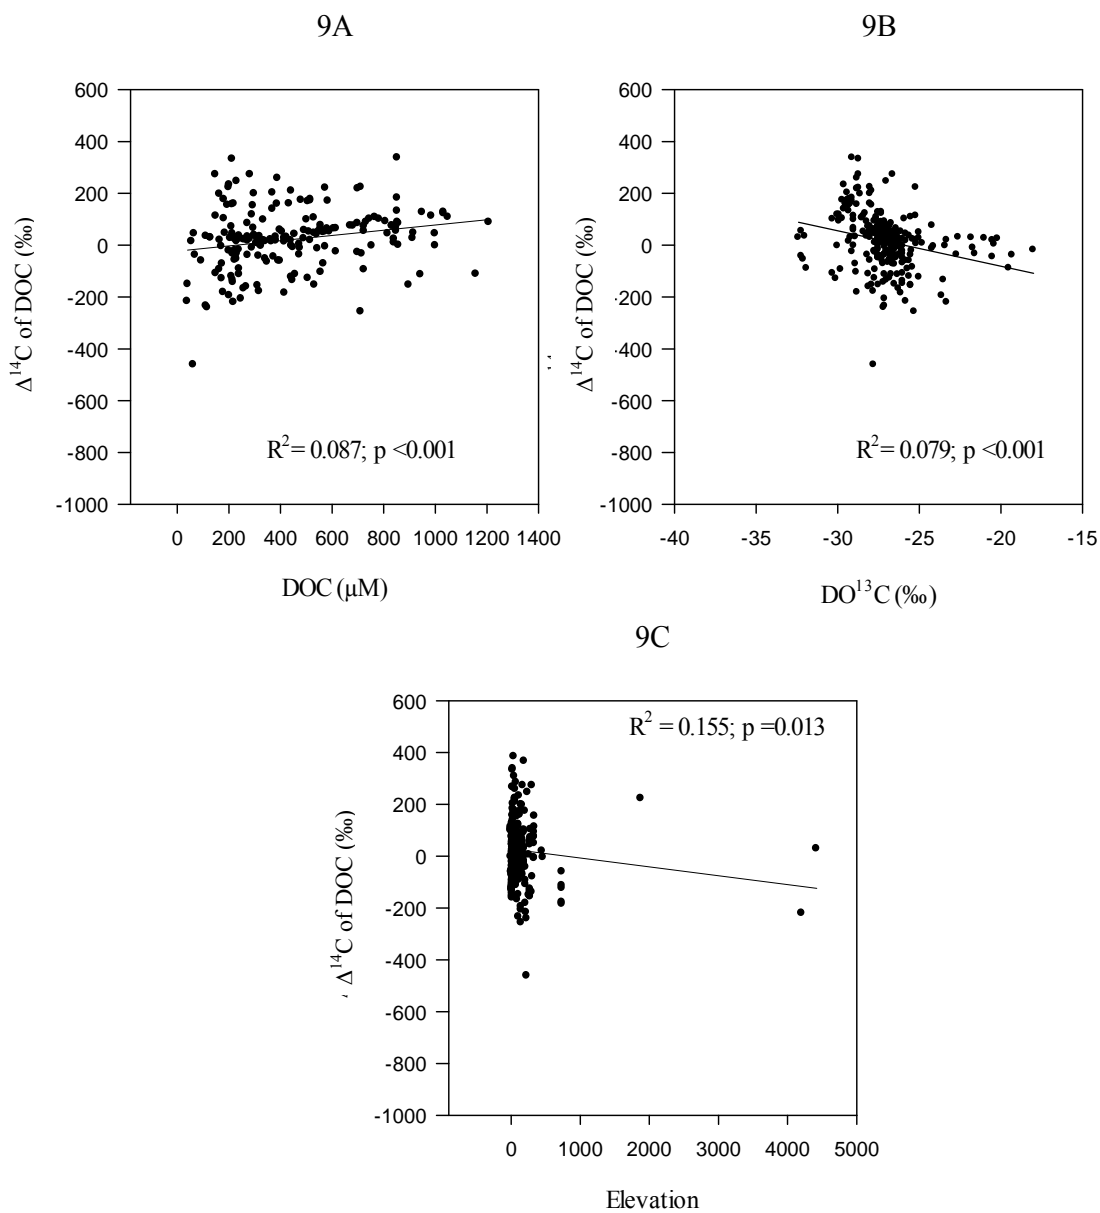 9A
9B
600
400
200
0
-200
-400
-600
-800
-1000
Δ¹⁴C of DOC (‰)
R²= 0.087; p <0.001
0 200 400 600 800 1000 1200 1400
DOC (μM)
600
400
200
0
-200
-400
-600
-800
-1000
Δ¹⁴C of DOC (‰)
R²= 0.079; p <0.001
-40 -35 -30 -25 -20 -15
DO¹³C (‰)
9C
600
400
200
0
-200
-400
-600
-800
-1000
Δ¹⁴C of DOC (‰)
R² = 0.155; p =0.013
0 1000 2000 3000 4000 5000
Elevation